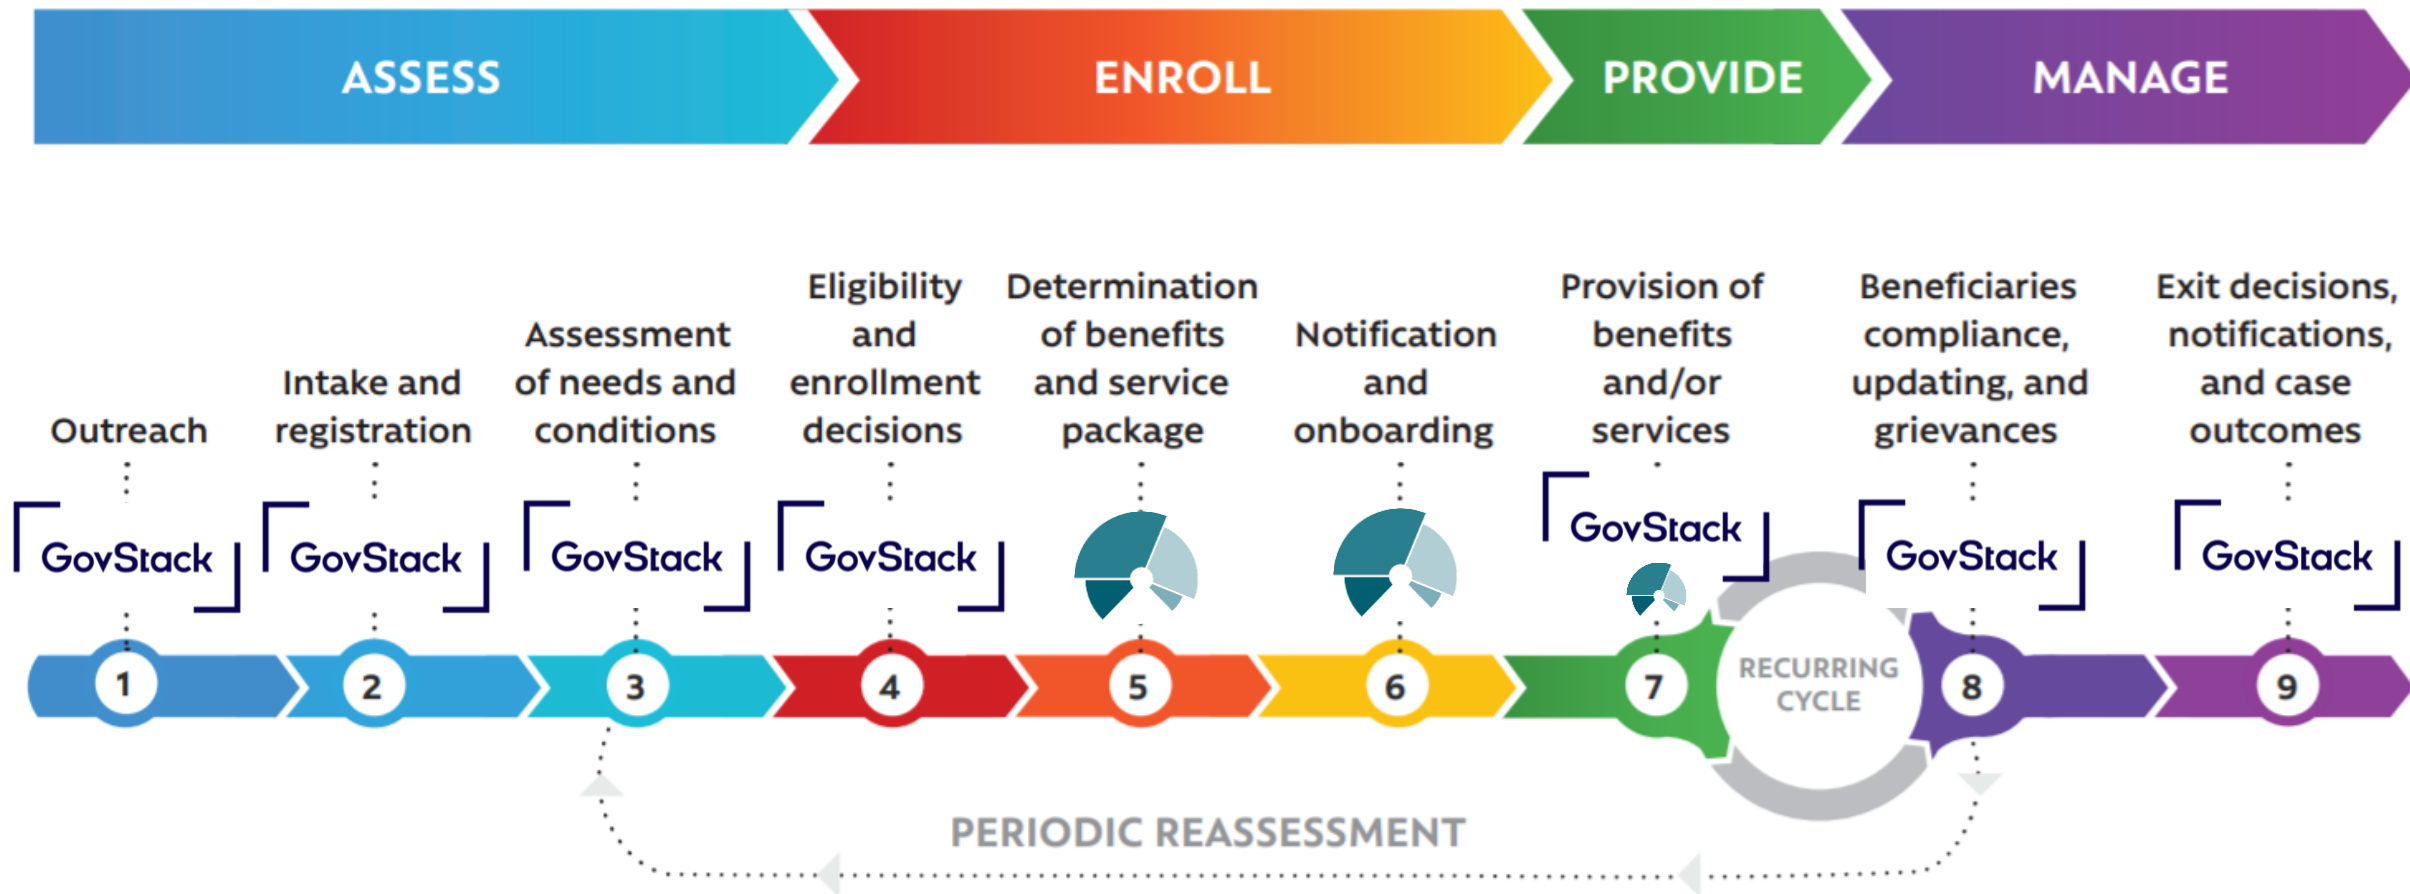 ASSESS
ENROLL
PROVIDE
MANAGE
Outreach
Intake and
registration
Assessment
of needs and
conditions
Eligibility
and
enrollment
decisions
Determination
of benefits
and service
package
Notification
and
onboarding
Provision of
benefits
and/or
services
Beneficiaries
compliance,
updating, and
grievances
Exit decisions,
notifications,
and case
outcomes
GovStack
GovStack
GovStack
GovStack
GovStack
GovStack
GovStack
1
2
3
4
5
6
7
RECURRING
CYCLE
8
9
PERIODIC REASSESSMENT